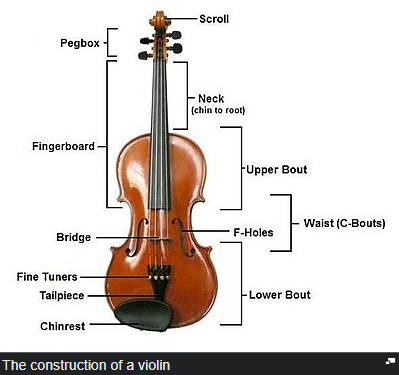 Scroll
Pegbox
Neck
(chin to root)
Fingerboard
Upper Bout
Waist (C-Bouts)
F-Holes
Bridge
Fine Tuners
Tailpiece
Lower Bout
Chinrest
The construction of a violin